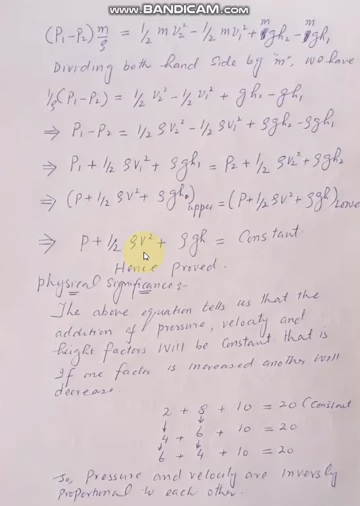 WWW.BANDICAM.COM
(P₁-P₂) m/ρ = 1/2 m v₂² - 1/2 m v₁² + mgh₂ - mgh₁
Dividing both hand side by "m", we have
1/ρ(P₁-P₂) = 1/2 v₂² - 1/2 v₁² + gh₂ - gh₁
⇒ P₁-P₂ = 1/2 ρv₂² - 1/2 ρv₁² + ρgh₂ - ρgh₁
⇒ P₁ + 1/2 ρv₁² + ρgh₁ = P₂ + 1/2 ρv₂² + ρgh₂
⇒ (P + 1/2 ρv² + ρgh)upper = (P + 1/2 ρv² + ρgh)Lower
⇒ P + 1/2 ρv² + ρgh = Constant
Hence Proved.
Physical Significance:-
The above equation tells us that the
addition of pressure, velocity and
height factors Will be Constant that is
If one factor is increased another will
decrease.
2 + 8 + 10 = 20 (Constant
↓ ↓
4 + 6 + 10 = 20
↓ ↓
6 + 4 + 10 = 20
So, Pressure and velocity are inversly
proportional to each other.